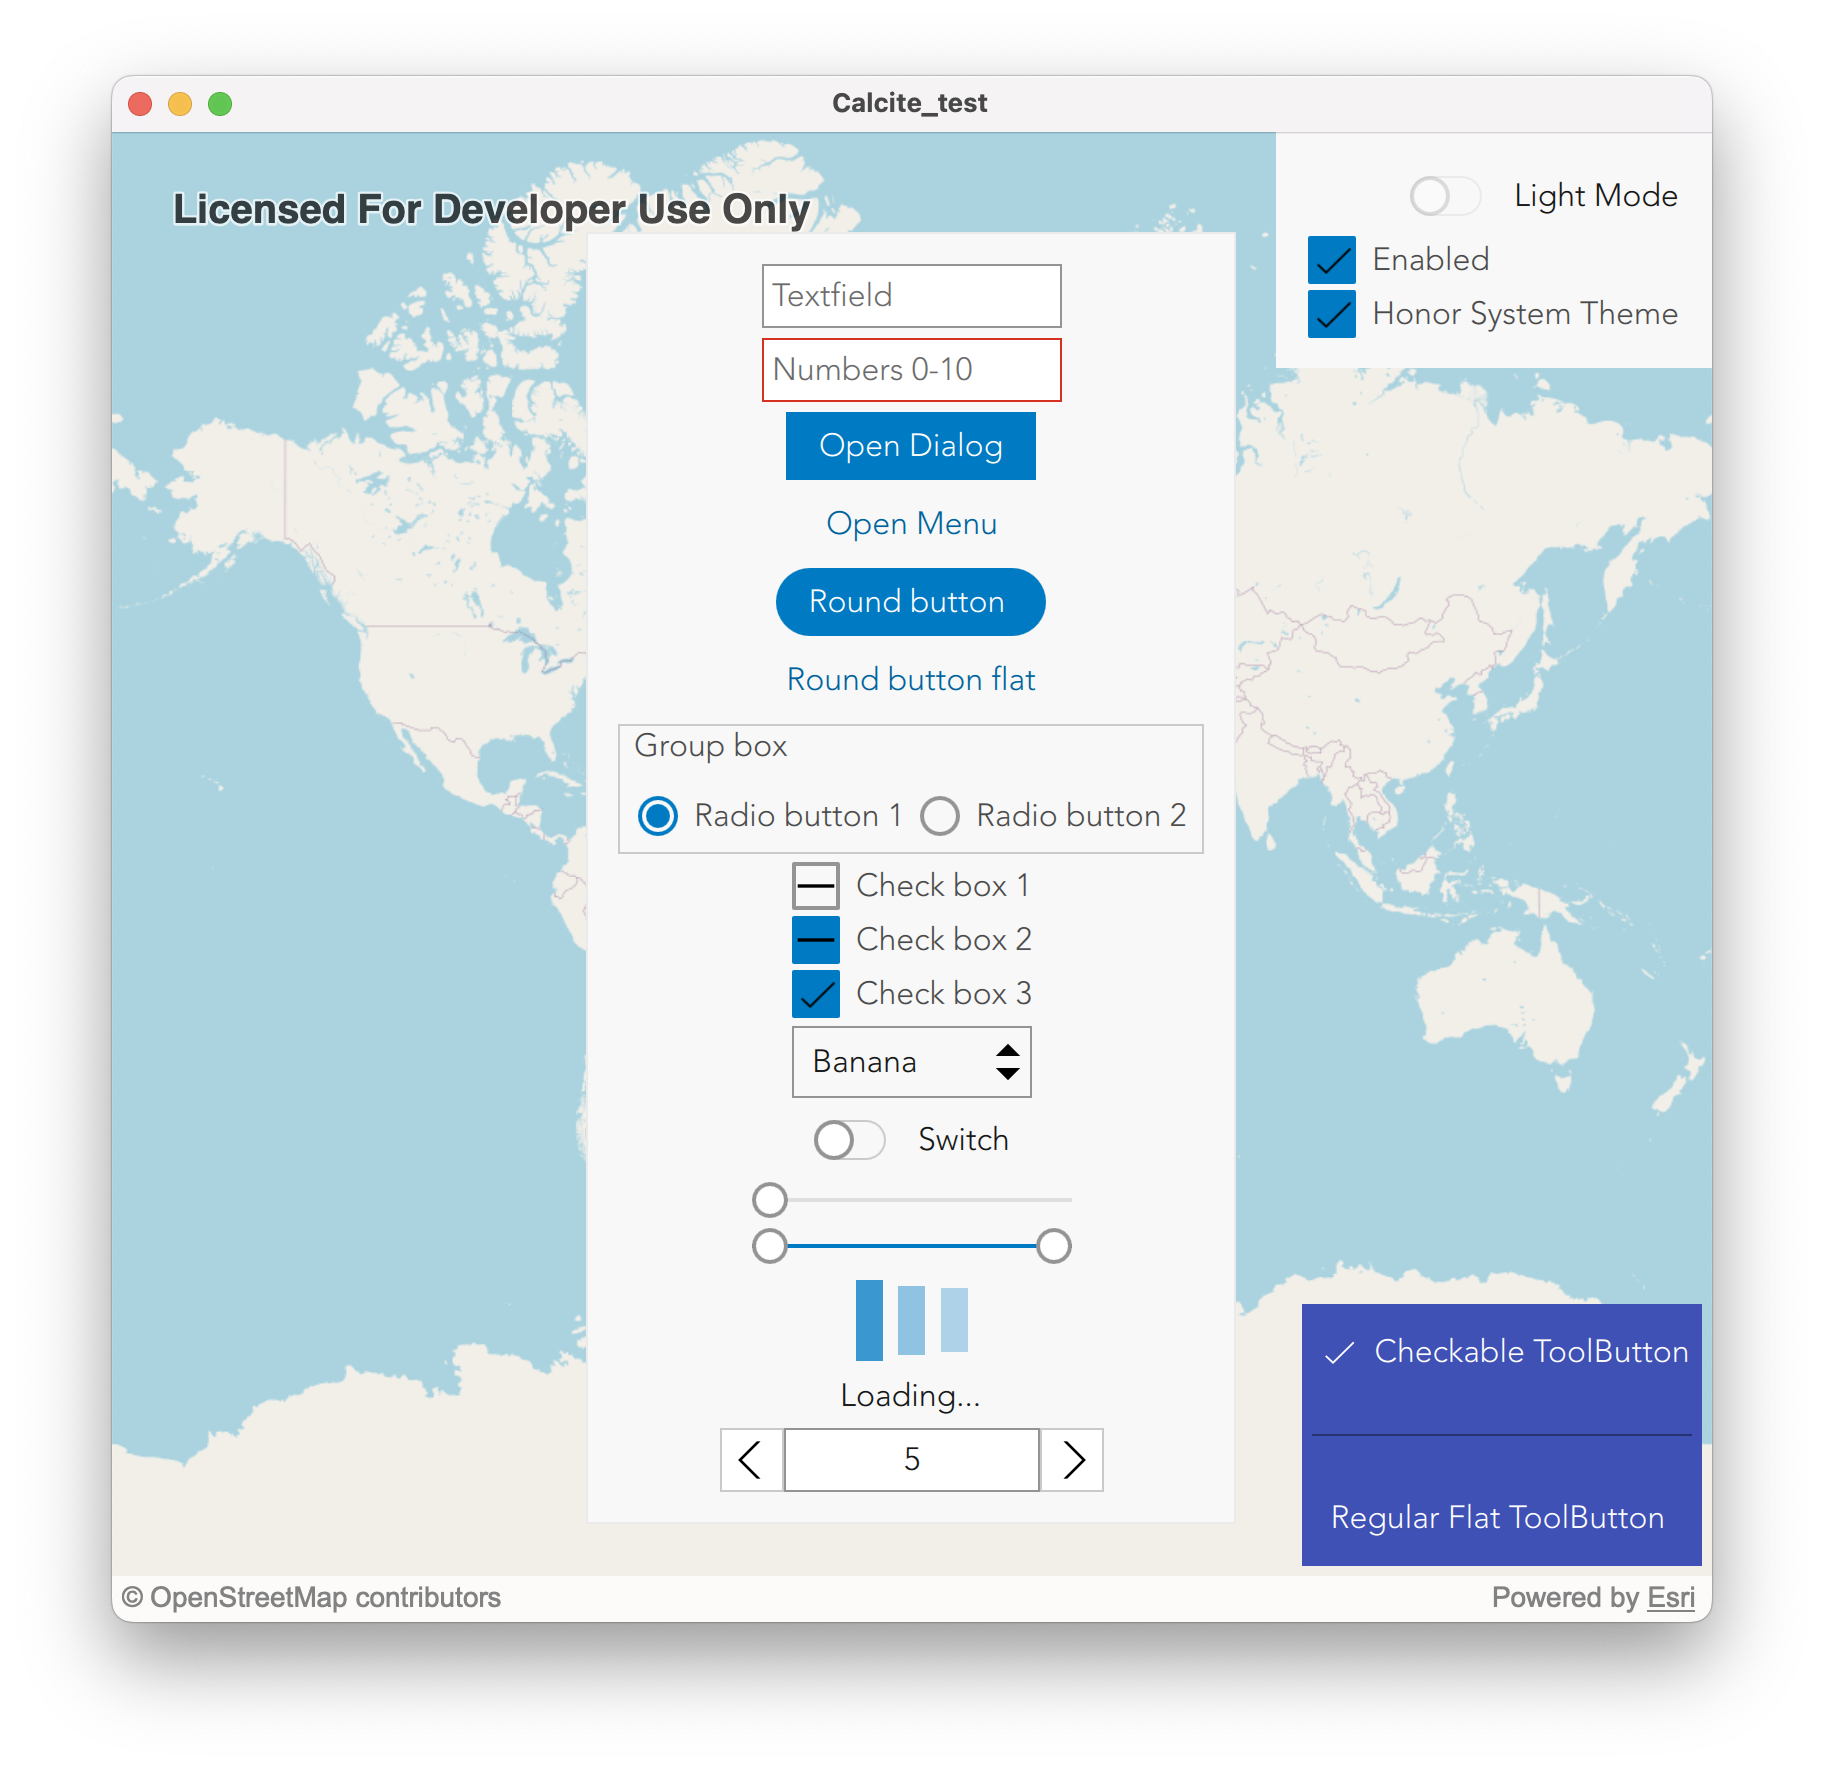 Calcite_test
Licensed For Developer Use Only
Light Mode
Enabled
Honor System Theme
Textfield
Numbers 0-10
Open Dialog
Open Menu
Round button
Round button flat
Group box
Radio button 1 Radio button 2
Check box 1
Check box 2
Check box 3
Banana
Switch
Loading...
5
Checkable ToolButton
Regular Flat ToolButton
© OpenStreetMap contributors
Powered by Esri